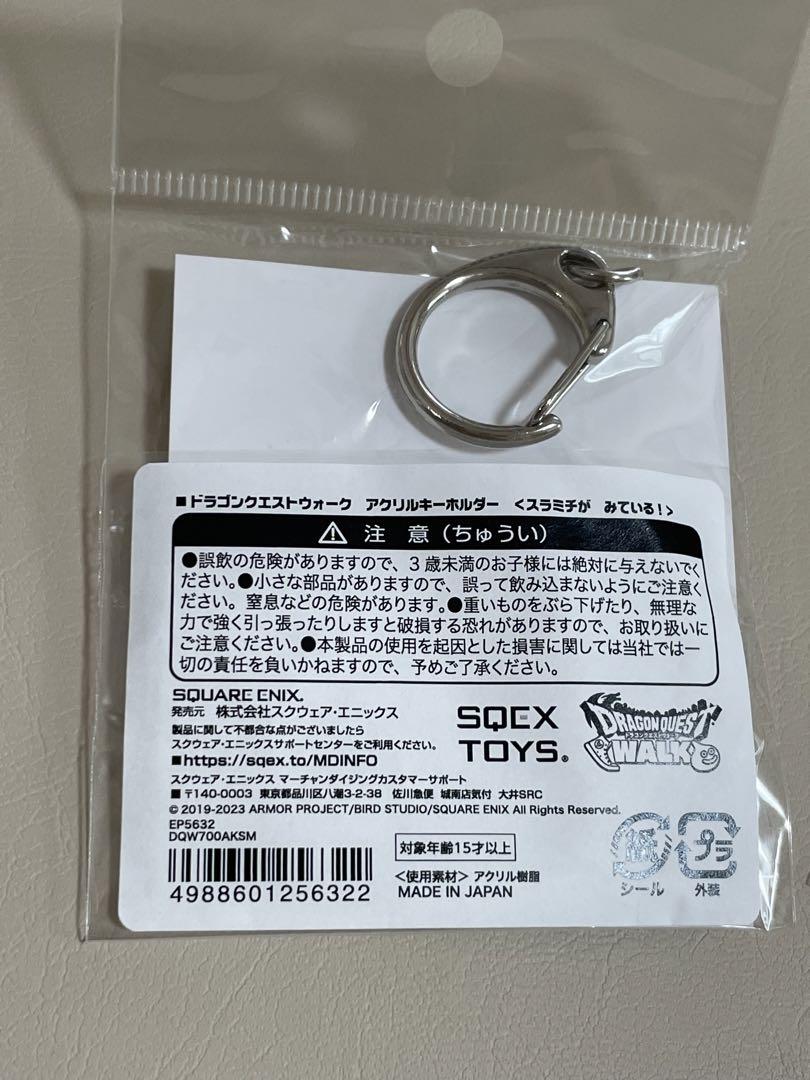 ■ドラゴンクエストウォーク アクリルキーホルダー <スラミチが みている!>
⚠ 注 意(ちゅうい)
●誤飲の危険がありますので、3歳未満のお子様には絶対に与えないでく
ださい。●小さな部品がありますので、誤って飲み込まないようにご注意く
ださい。窒息などの危険があります。●重いものをぶら下げたり、無理な
力で強く引っ張ったりしますと破損する恐れがありますので、お取り扱いに
ご注意ください。●本製品の使用を起因とした損害に関しては当社では一
切の責任を負いかねますので、予めご了承ください。
SQUARE ENIX.
発売元 株式会社スクウェア・エニックス
製品に関して不都合な点がございましたら
スクウェア・エニックスサポートセンターをご利用ください。
■https://sqex.to/MDINFO
SQEX
TOYS®
DRAGON QUEST
ドラゴンクエストウォーク
WALK
スクウェア・エニックス マーチャンダイジングカスタマーサポート
■〒140-0003 東京都品川区八潮3-2-38 佐川急便 城南店気付 大井SRC
© 2019-2023 ARMOR PROJECT/BIRD STUDIO/SQUARE ENIX All Rights Reserved.
EP5632
DQW700AKSM
4988601256322
対象年齢15才以上
<使用素材> アクリル樹脂
MADE IN JAPAN
紙
シール
プラ
外装